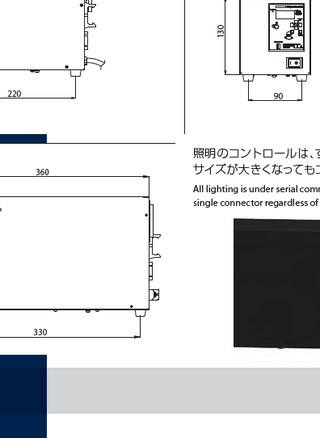 130
220
90
360
照明のコントロールは、す
サイズが大きくなってもコ
All lighting is under serial comm
single connector regardless of
330